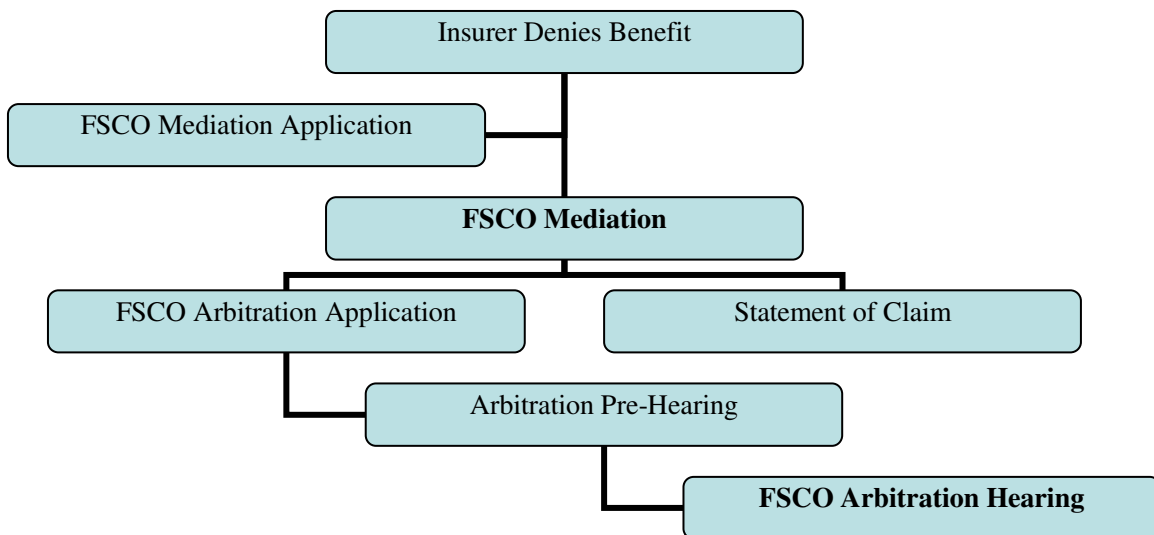 Insurer Denies Benefit
FSCO Mediation Application
FSCO Mediation
FSCO Arbitration Application
Statement of Claim
Arbitration Pre-Hearing
FSCO Arbitration Hearing